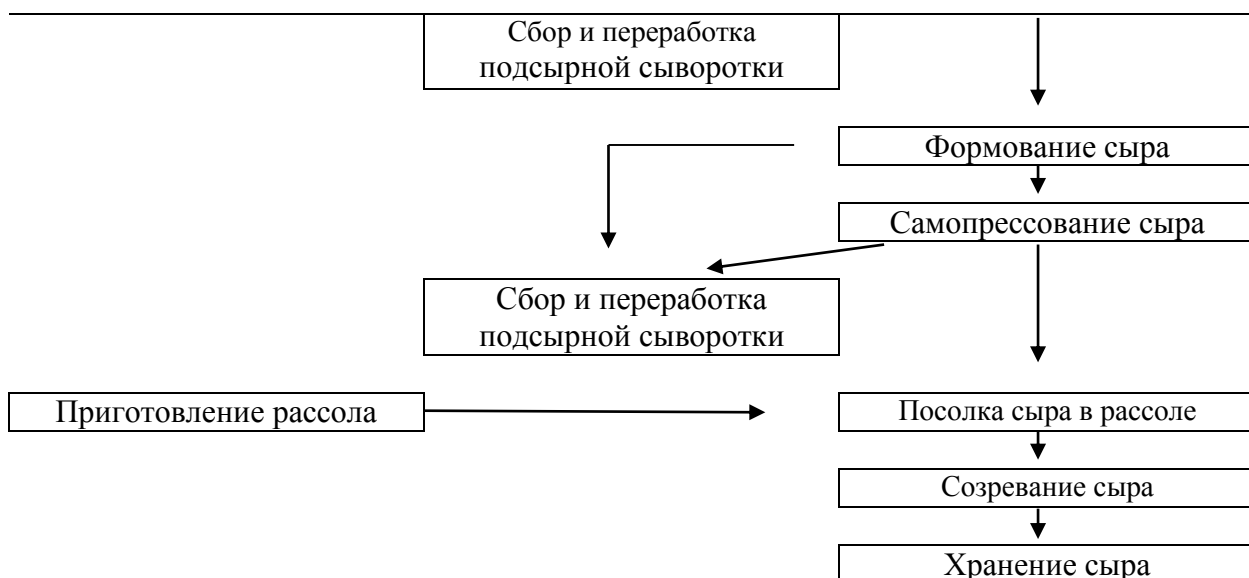 Сбор и переработка
подсырной сыворотки
Формование сыра
Самопрессование сыра
Сбор и переработка
подсырной сыворотки
Приготовление рассола
Посолка сыра в рассоле
Созревание сыра
Хранение сыра